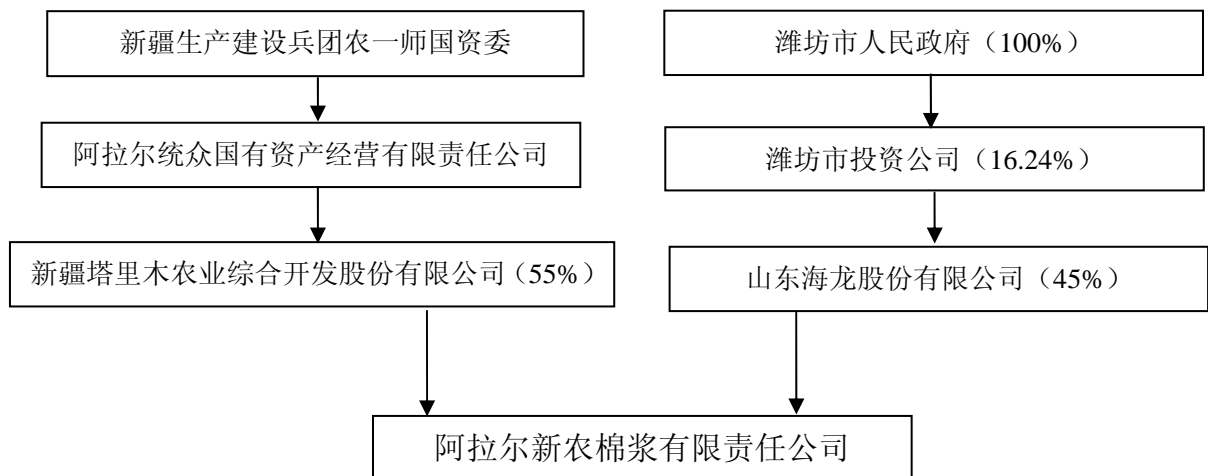 新疆生产建设兵团农一师国资委
潍坊市人民政府（100%）
阿拉尔统众国有资产经营有限责任公司
潍坊市投资公司（16.24%）
新疆塔里木农业综合开发股份有限公司（55%）
山东海龙股份有限公司（45%）
阿拉尔新农棉浆有限责任公司